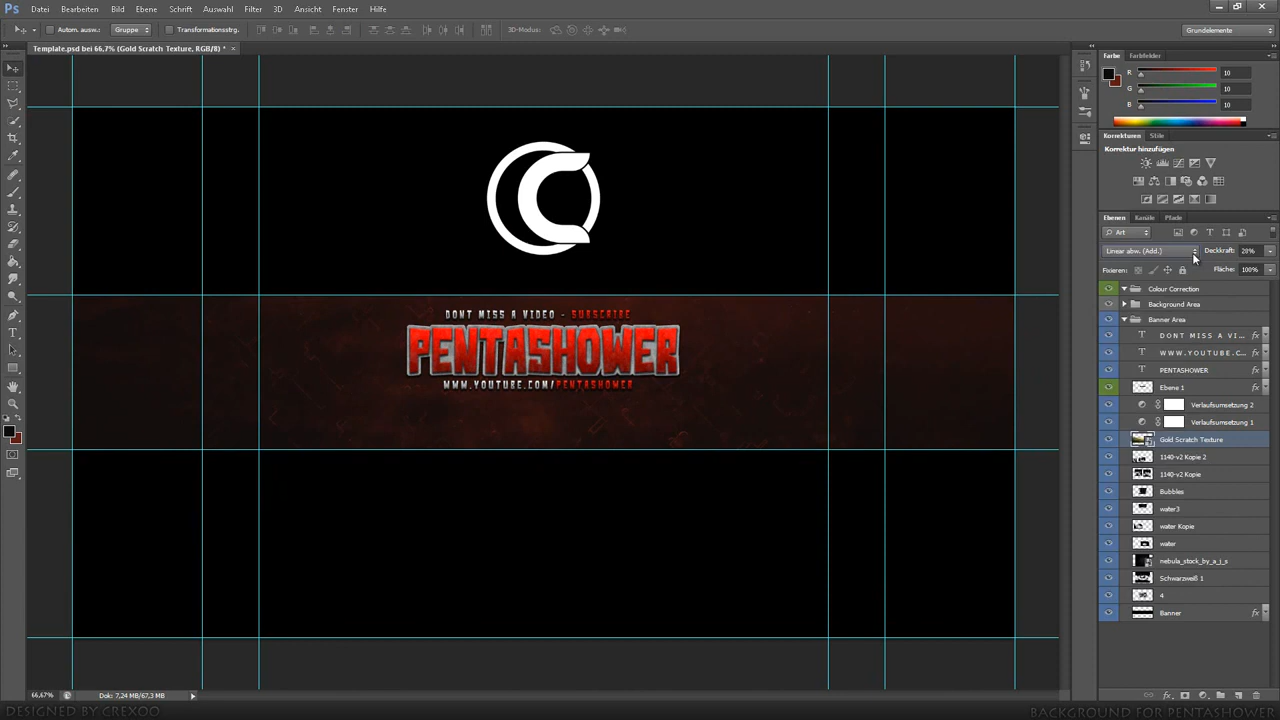 Ps Datei Bearbeiten Bild Ebene Schrift Auswahl Filter 3D Ansicht Fenster Hilfe
Autom. ausw.: Gruppe Transformationsstrg. 3D-Modus: Grundelemente
Template.psd bei 66,7% (Gold Scratch Texture, RGB/8) * ×
Farbe Farbfelder
R 10
G 10
B 10
Korrekturen Stile
Korrektur hinzufügen
Ebenen Kanäle Pfade
Art
Linear abw. (Add.) Deckkraft: 28%
Fixieren: Fläche: 100%
Colour Correction
Background Area
Banner Area
T DONT MISS A VI... fx
T WWW.YOUTUBE.C... fx
T PENTASHOWER
Ebene 1 fx
Verlaufsumsetzung 2
Verlaufsumsetzung 1
Gold Scratch Texture
1140-v2 Kopie 2
1140-v2 Kopie
Bubbles
water3
water Kopie
water
nebula_stock_by_a_j_s
Schwarzweiß 1
4
Banner fx
DONT MISS A VIDEO - SUBSCRIBE
PENTASHOWER
WWW.YOUTUBE.COM/PENTASHOWER
66,67% Dok: 7,24 MB/67,3 MB
DESIGNED BY CREXOO
BACKGROUND FOR PENTASHOWER